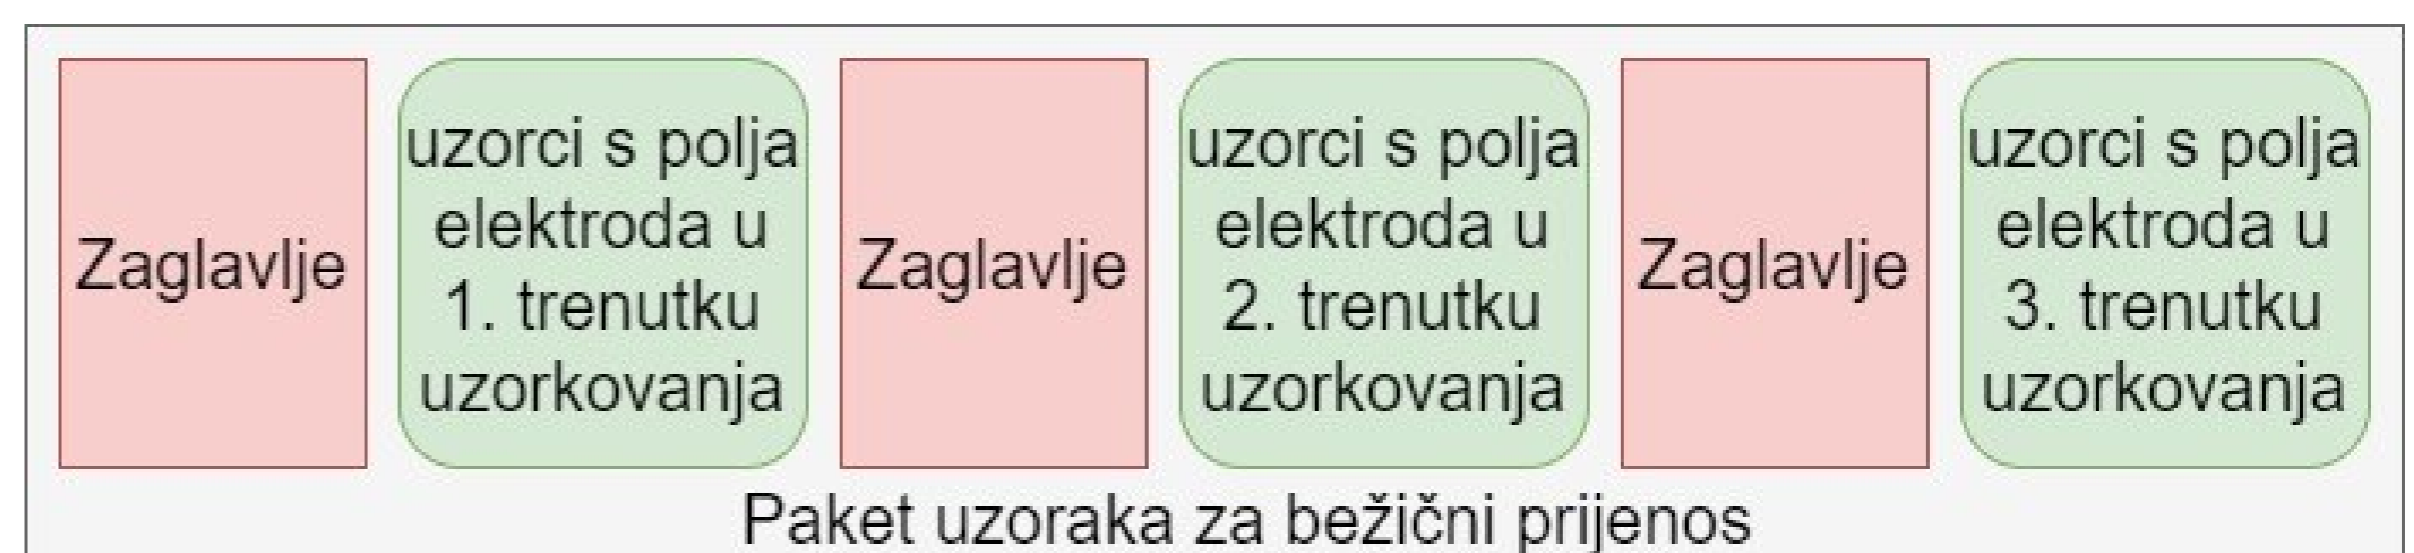 Zaglavlje
uzorci s polja
elektroda u
1. trenutku
uzorkovanja
Zaglavlje
uzorci s polja
elektroda u
2. trenutku
uzorkovanja
Zaglavlje
uzorci s polja
elektroda u
3. trenutku
uzorkovanja
Paket uzoraka za bežični prijenos